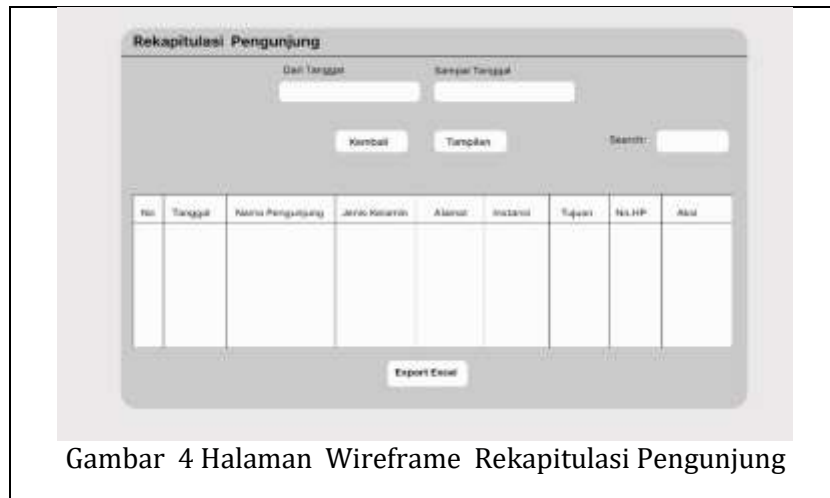 Rekapitulasi Pengunjung
Dari Tanggal Sampai Tanggal
Kembali Tampilan Search:
No Tanggal Nama Pengunjung Jenis Kelamin Alamat Instansi Tujuan No.HP Aksi
Export Excel
Gambar 4 Halaman Wireframe Rekapitulasi Pengunjung